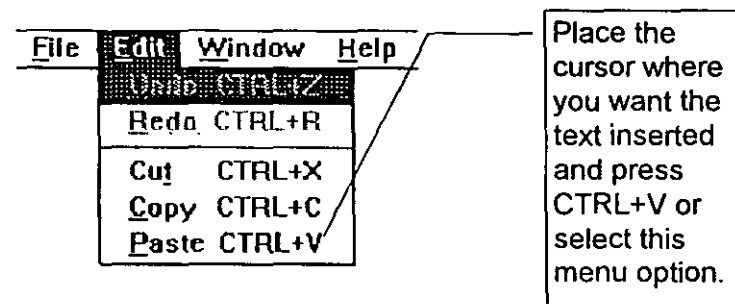 File Edit Window Help
Undo CTRL+Z
Redo CTRL+R
Cut CTRL+X
Copy CTRL+C
Paste CTRL+V
Place the
cursor where
you want the
text inserted
and press
CTRL+V or
select this
menu option.